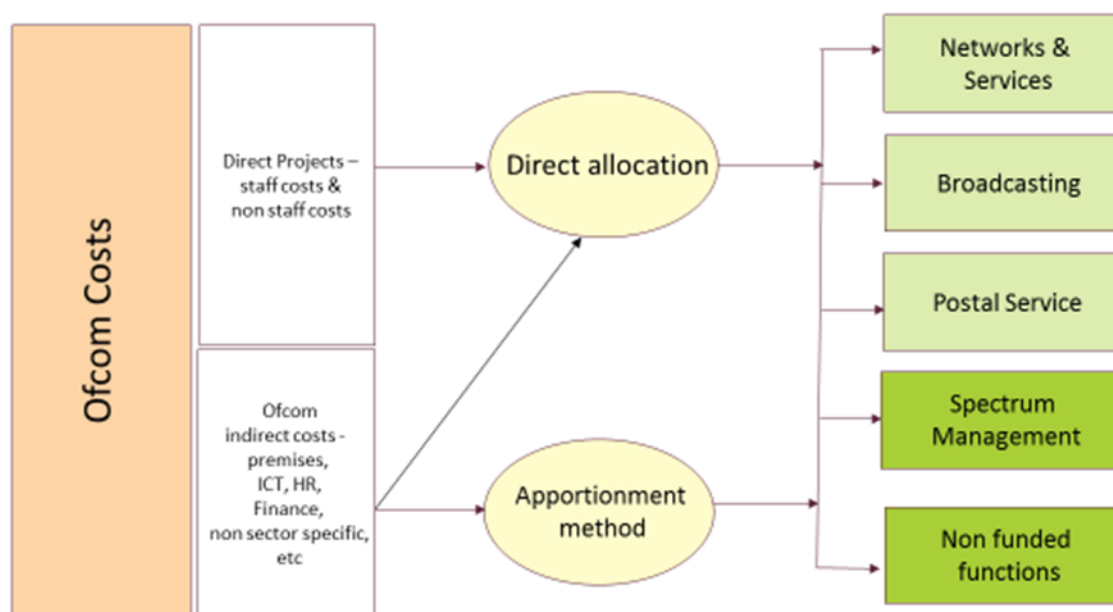 Ofcom Costs
Direct Projects –
staff costs &
non staff costs
Ofcom
indirect costs -
premises,
ICT, HR,
Finance,
non sector specific,
etc
Direct allocation
Apportionment
method
Networks &
Services
Broadcasting
Postal Service
Spectrum
Management
Non funded
functions